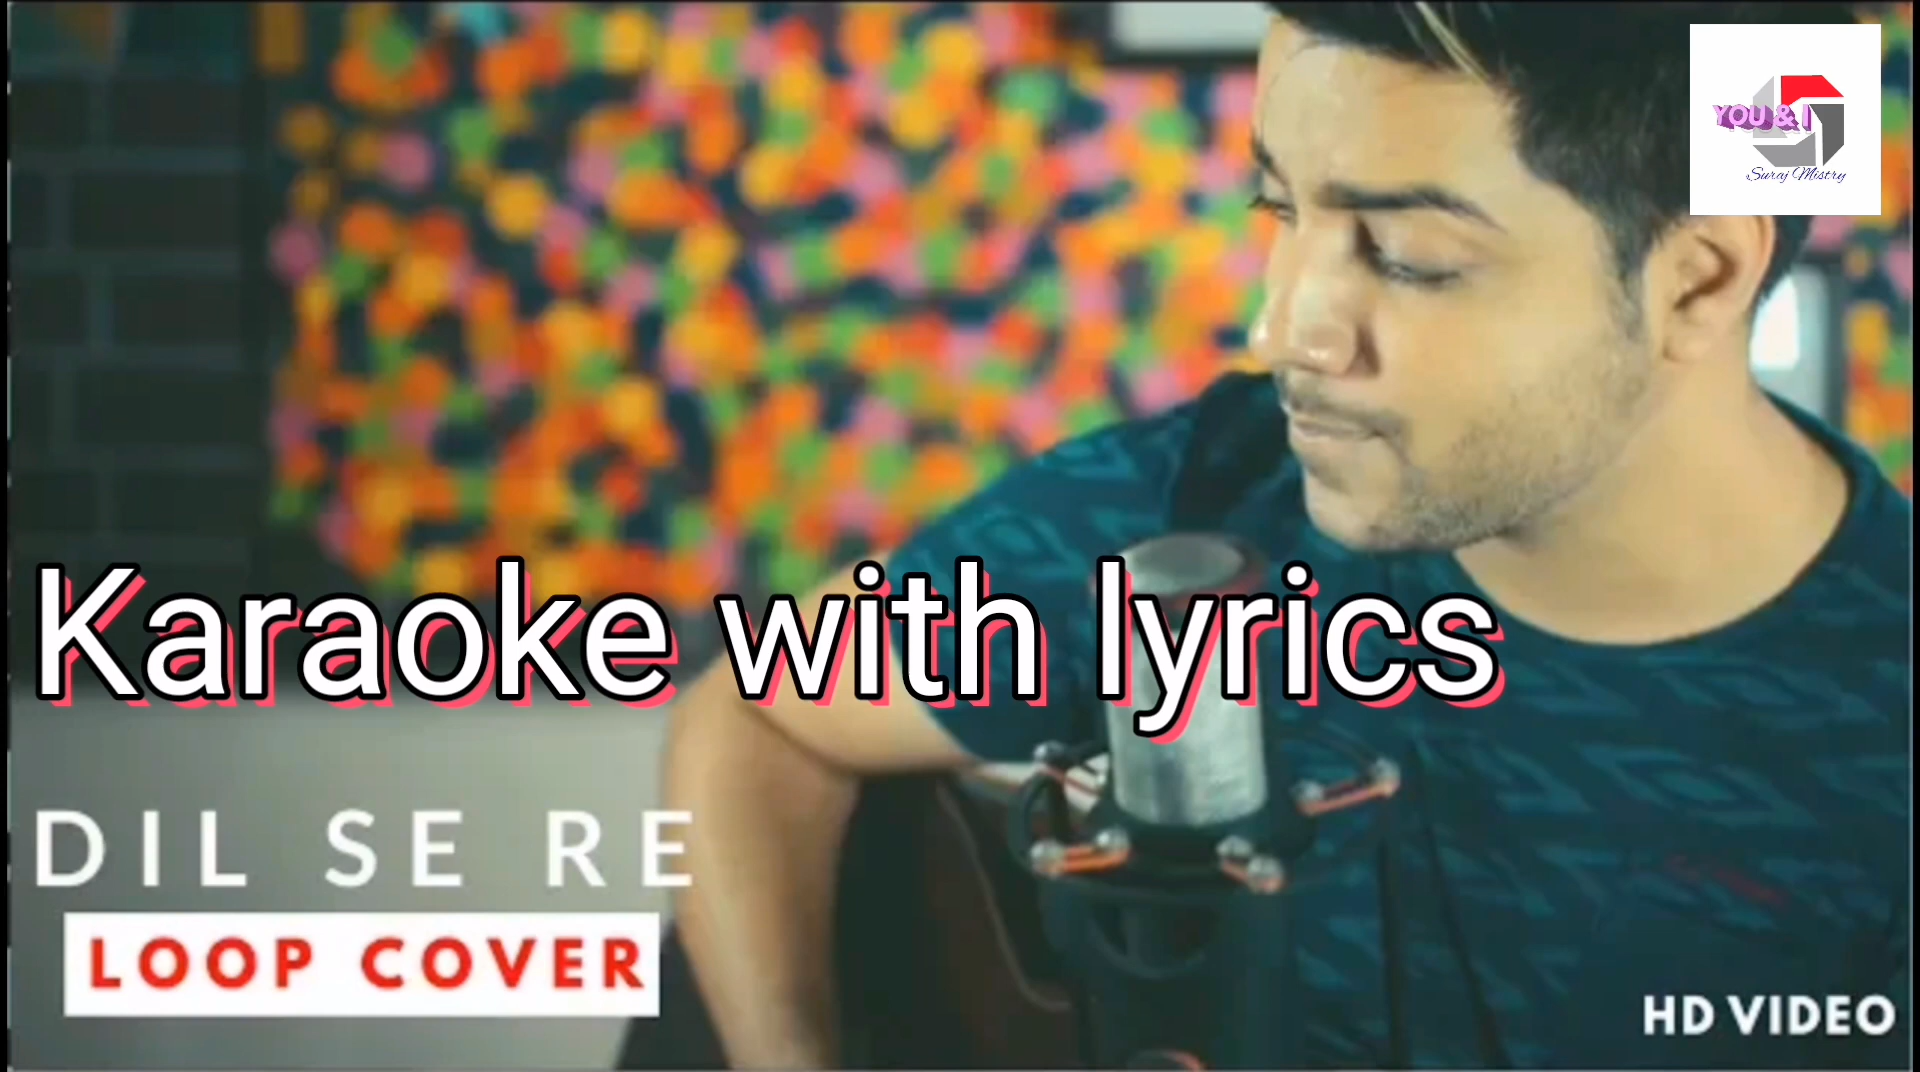 YOU & I
Suraj Mistry
Karaoke with lyrics
DIL SE RE
LOOP COVER
HD VIDEO